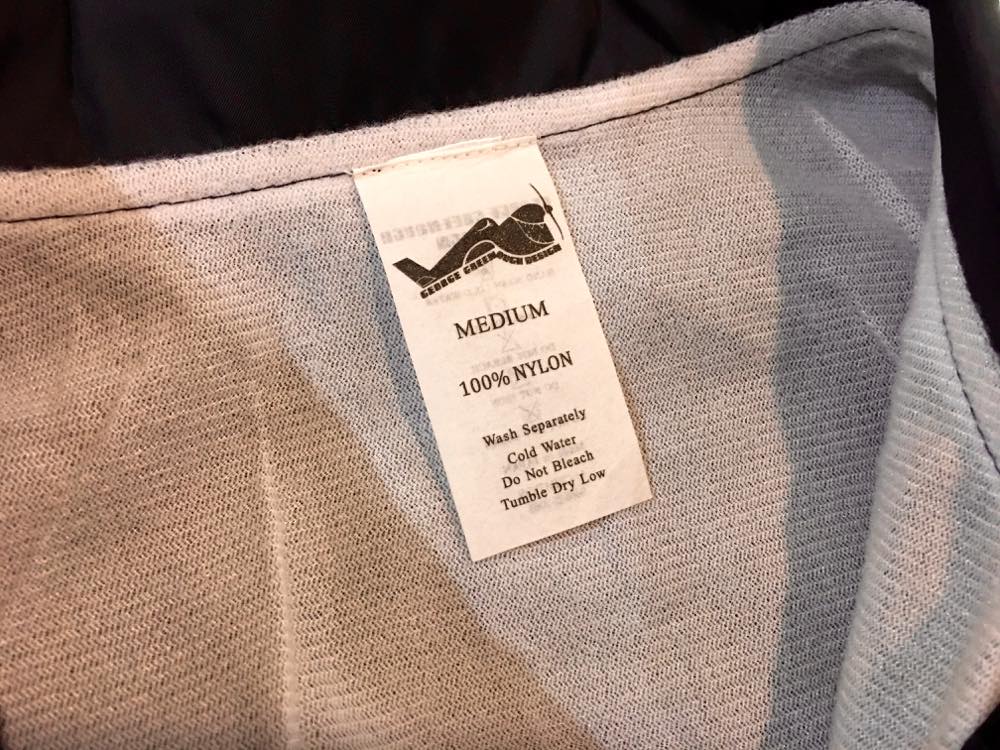 GEORGE GREENOUGH DESIGN
MEDIUM
100% NYLON
Wash Separately
Cold Water
Do Not Bleach
Tumble Dry Low